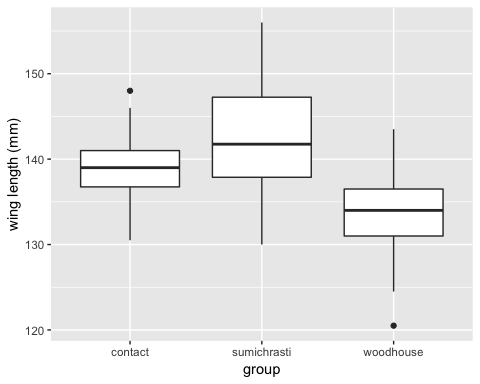 wing length (mm)
150
140
130
120
contact sumichrasti woodhouse
group